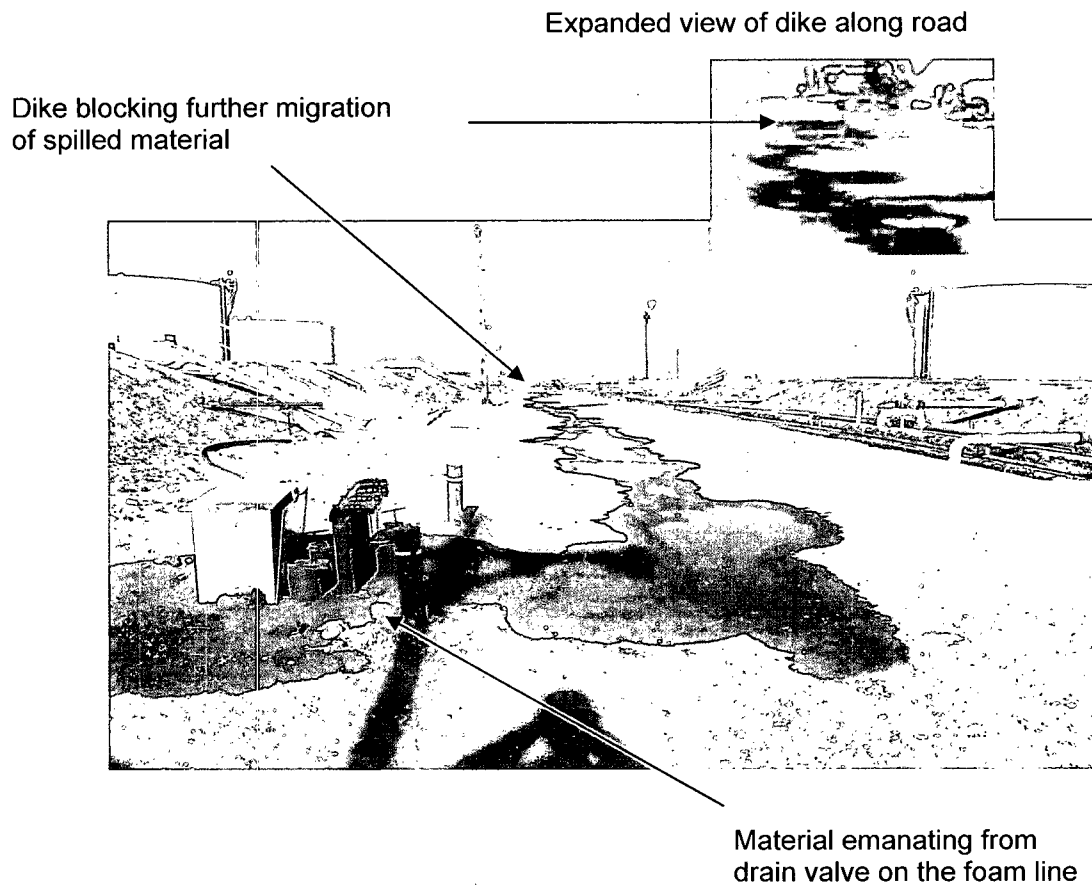 Expanded view of dike along road
Dike blocking further migration
of spilled material
Material emanating from
drain valve on the foam line